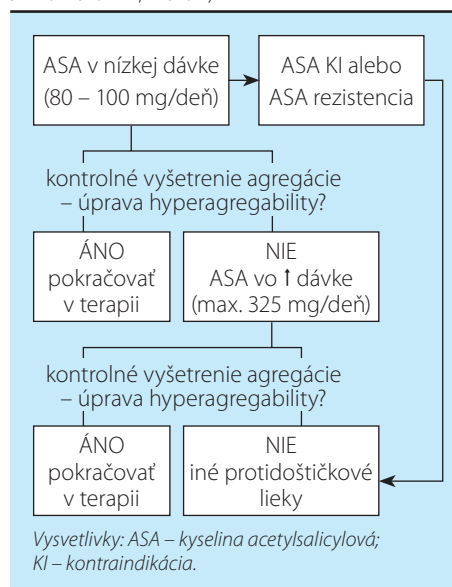 ASA v nízkej dávke
(80 – 100 mg/deň)
ASA KI alebo
ASA rezistencia
kontrolné vyšetrenie agregácie
– úprava hyperagregability?
ÁNO
pokračovať
v terapii
NIE
ASA vo ↑ dávke
(max. 325 mg/deň)
kontrolné vyšetrenie agregácie
– úprava hyperagregability?
ÁNO
pokračovať
v terapii
NIE
iné protidoštičkové
lieky
Vysvetlivky: ASA – kyselina acetylsalicylová;
KI – kontraindikácia.